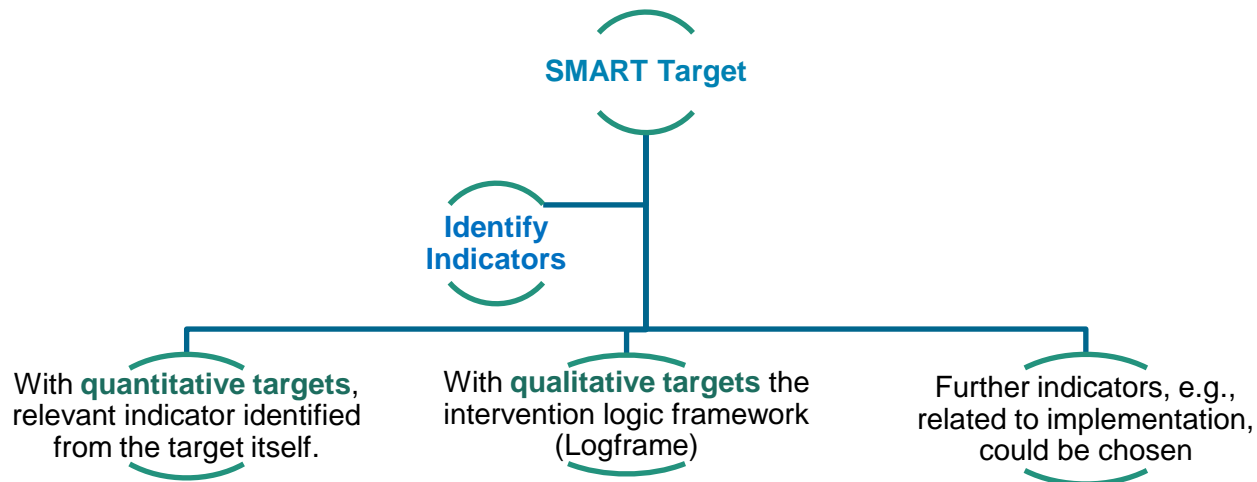 SMART Target
Identify
Indicators
With quantitative targets,
relevant indicator identified
from the target itself.
With qualitative targets the
intervention logic framework
(Logframe)
Further indicators, e.g.,
related to implementation,
could be chosen